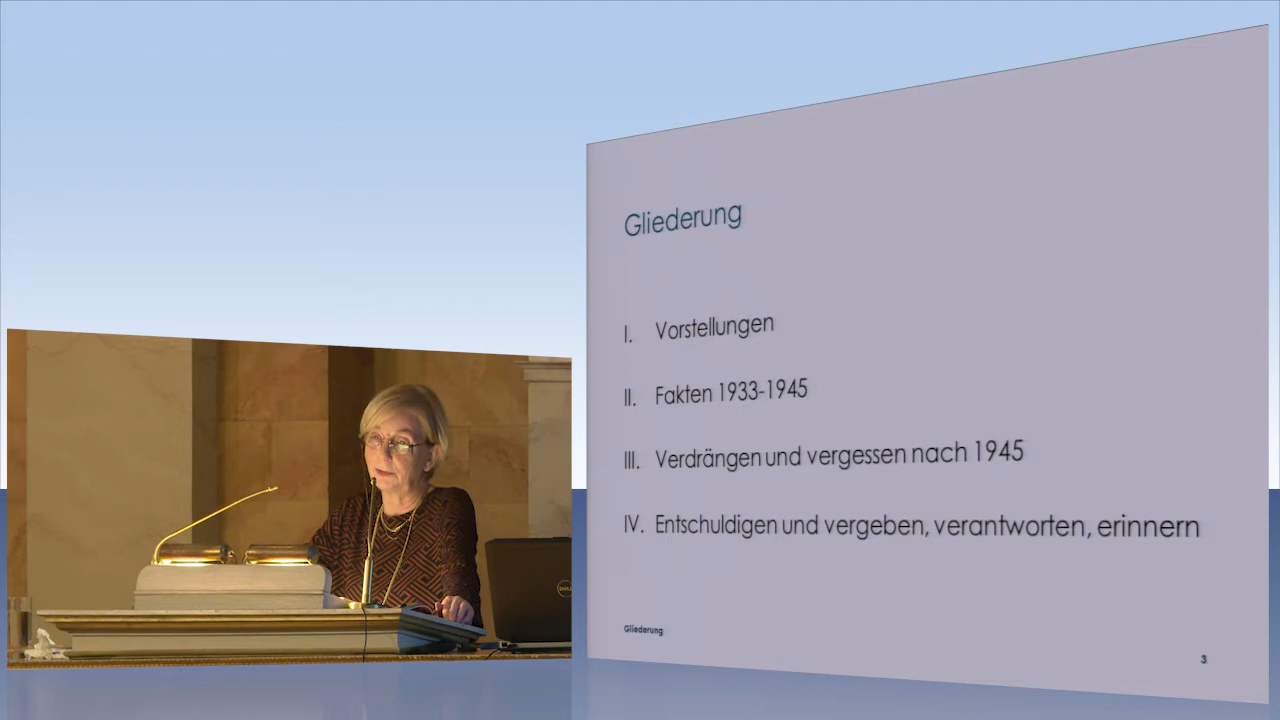 Gliederung
I. Vorstellungen
II. Fakten 1933-1945
III. Verdrängen und vergessen nach 1945
IV. Entschuldigen und vergeben, verantworten, erinnern
Gliederung
3
DELL